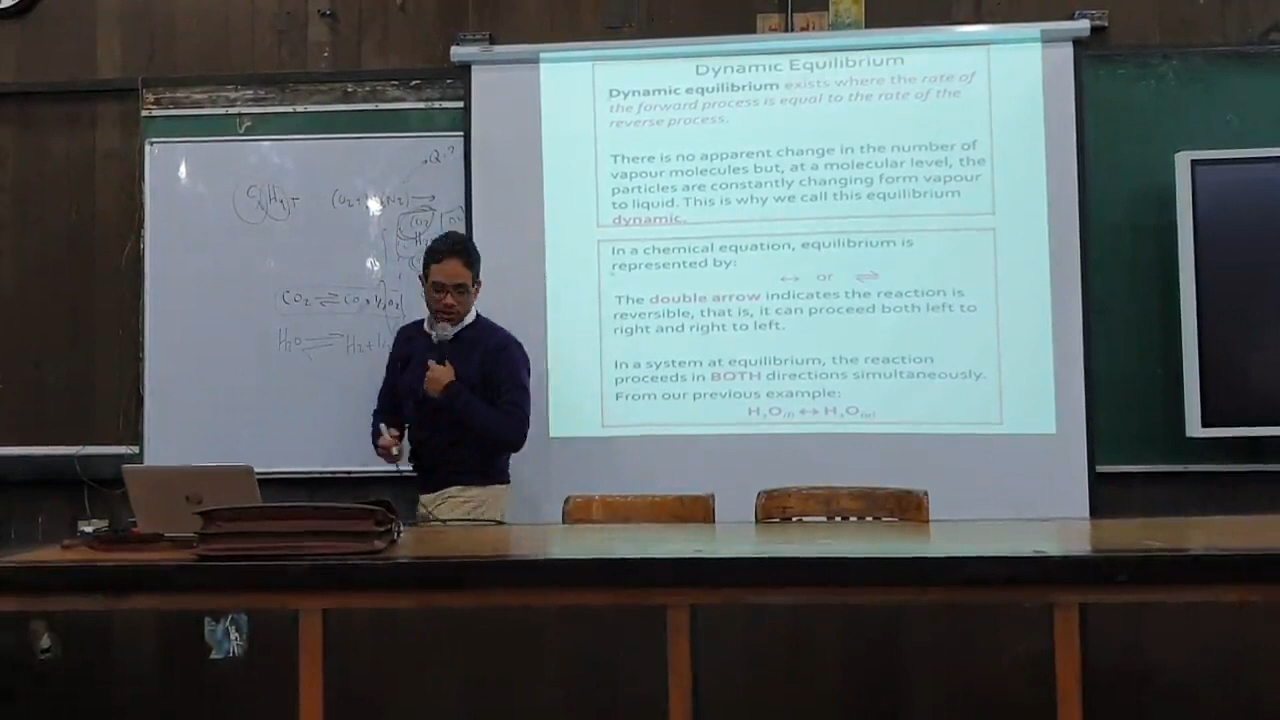 Dynamic Equilibrium
Dynamic equilibrium exists where the rate of
the forward process is equal to the rate of the
reverse process.
There is no apparent change in the number of
vapour molecules but, at a molecular level, the
particles are constantly changing form vapour
to liquid. This is why we call this equilibrium
dynamic.
In a chemical equation, equilibrium is
represented by:
↔ or ⇌
The double arrow indicates the reaction is
reversible, that is, it can proceed both left to
right and right to left.
In a system at equilibrium, the reaction
proceeds in BOTH directions simultaneously.
From our previous example:
H₂O ↔ H₂O
CO₂ ⇌
H₂O ⇌ H₂ +